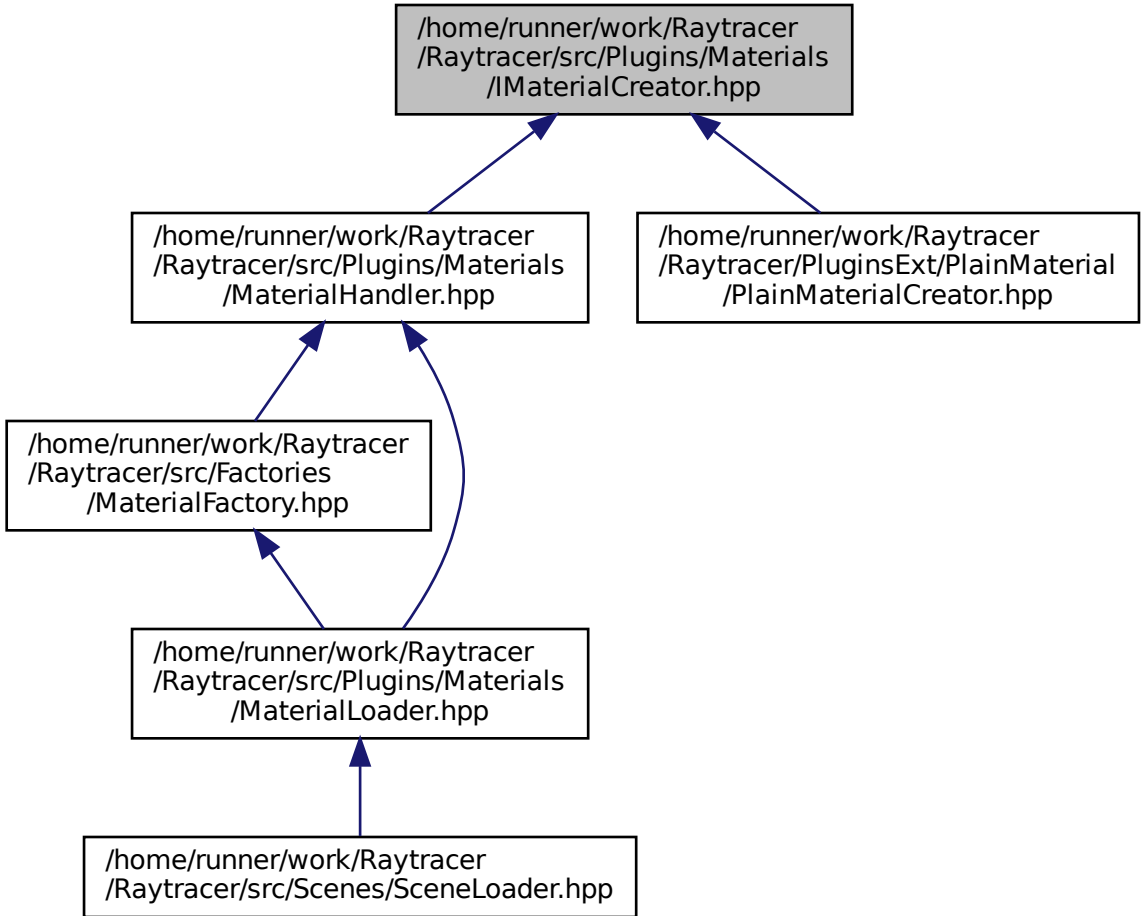 /home/runner/work/Raytracer
/Raytracer/src/Plugins/Materials
/IMaterialCreator.hpp
/home/runner/work/Raytracer
/Raytracer/src/Plugins/Materials
/MaterialHandler.hpp
/home/runner/work/Raytracer
/Raytracer/PluginsExt/PlainMaterial
/PlainMaterialCreator.hpp
/home/runner/work/Raytracer
/Raytracer/src/Factories
/MaterialFactory.hpp
/home/runner/work/Raytracer
/Raytracer/src/Plugins/Materials
/MaterialLoader.hpp
/home/runner/work/Raytracer
/Raytracer/src/Scenes/SceneLoader.hpp